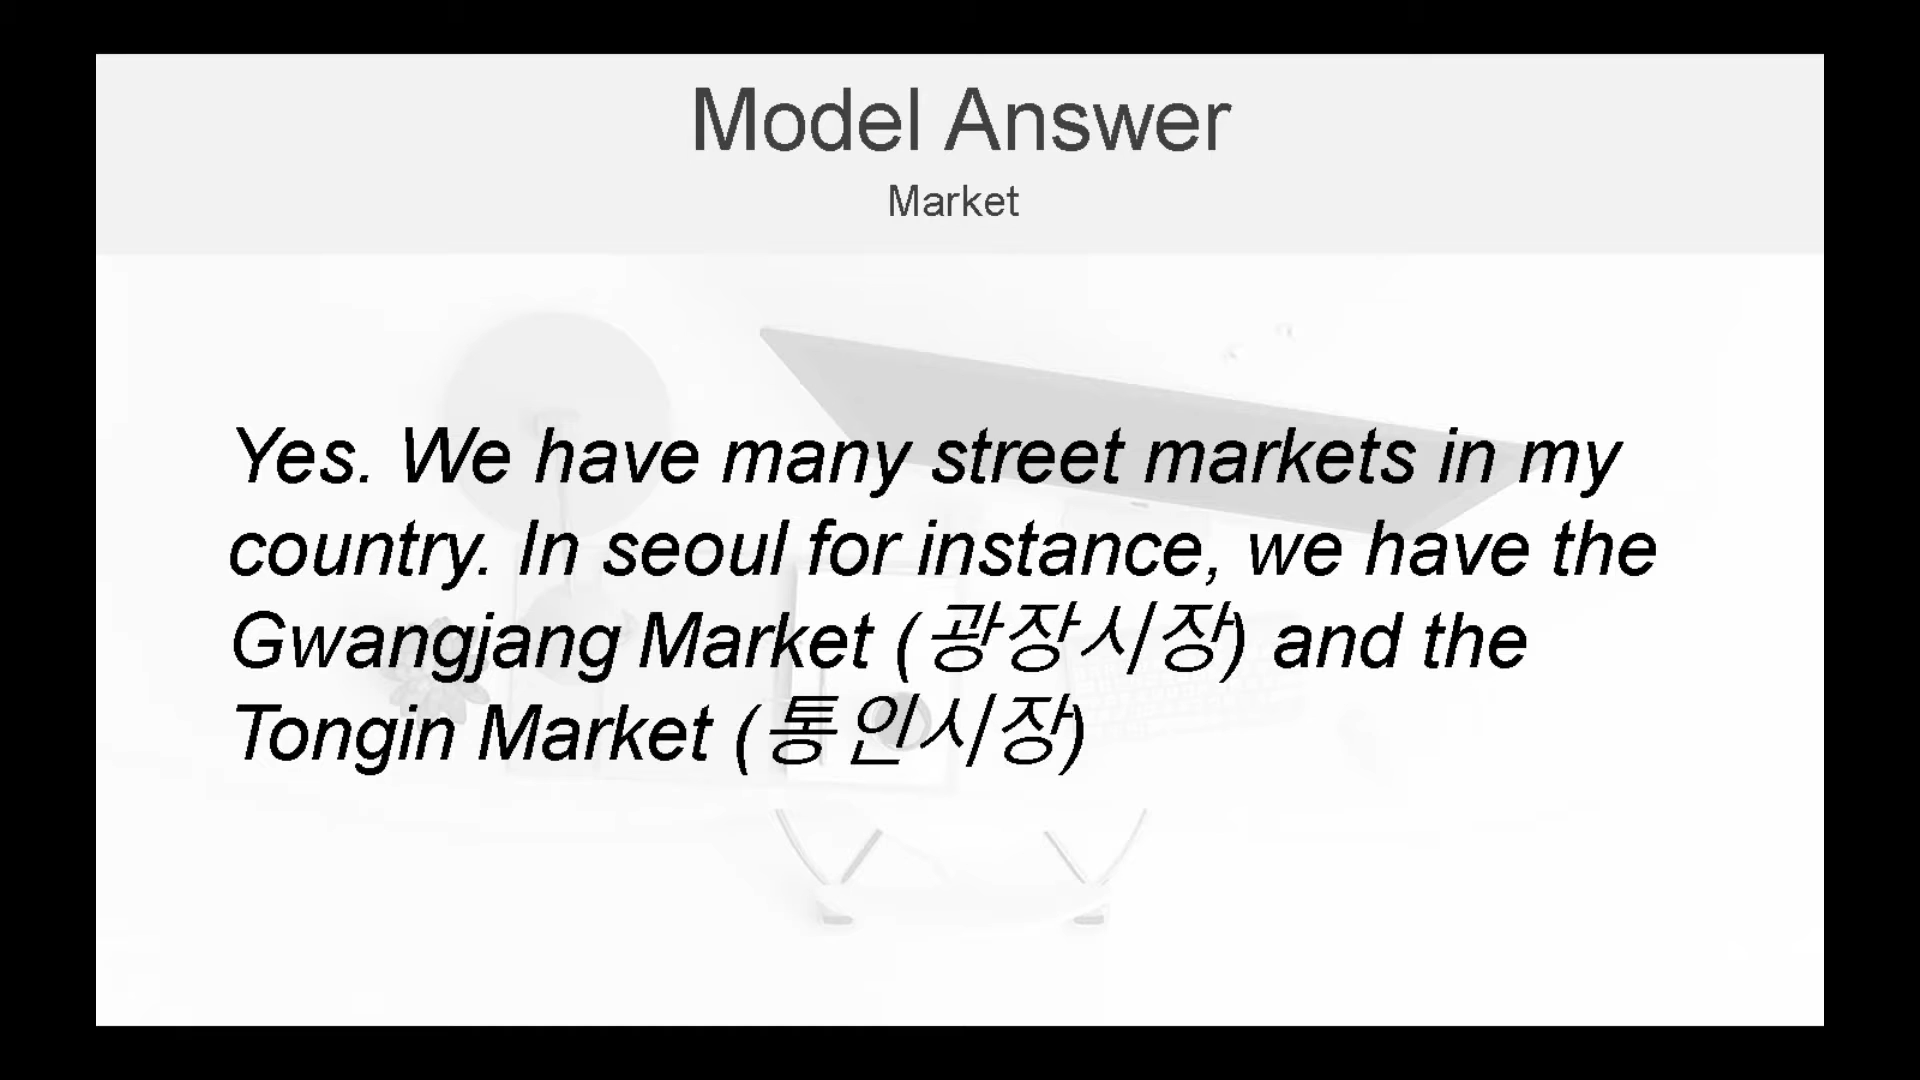 Model Answer
Market
Yes. We have many street markets in my
country. In seoul for instance, we have the
Gwangjang Market (광장시장) and the
Tongin Market (통인시장)